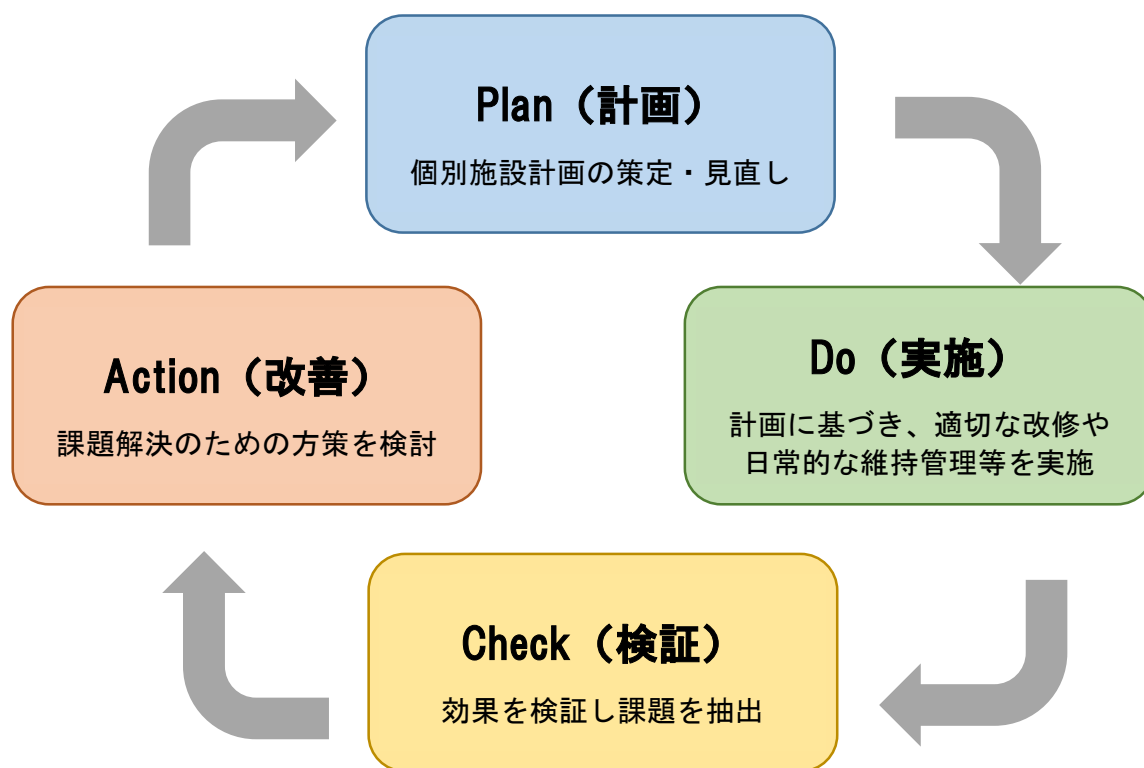 Plan（計画）
個別施設計画の策定・見直し
Do（実施）
計画に基づき、適切な改修や
日常的な維持管理等を実施
Check（検証）
効果を検証し課題を抽出
Action（改善）
課題解決のための方策を検討